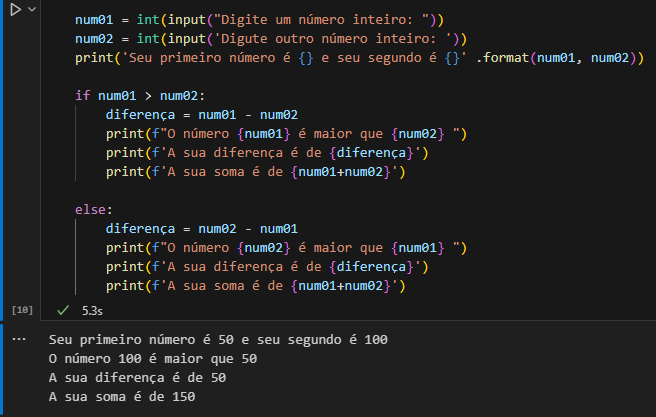 num01 = int(input("Digite um número inteiro: "))
num02 = int(input('Digute outro número inteiro: '))
print('Seu primeiro número é {} e seu segundo é {}' .format(num01, num02))
if num01 > num02:
    diferença = num01 - num02
    print(f"O número {num01} é maior que {num02} ")
    print(f'A sua diferença é de {diferença}')
    print(f'A sua soma é de {num01+num02}')
else:
    diferença = num02 - num01
    print(f"O número {num02} é maior que {num01} ")
    print(f'A sua diferença é de {diferença}')
    print(f'A sua soma é de {num01+num02}')
[10] ✓ 5.3s
... Seu primeiro número é 50 e seu segundo é 100
O número 100 é maior que 50
A sua diferença é de 50
A sua soma é de 150